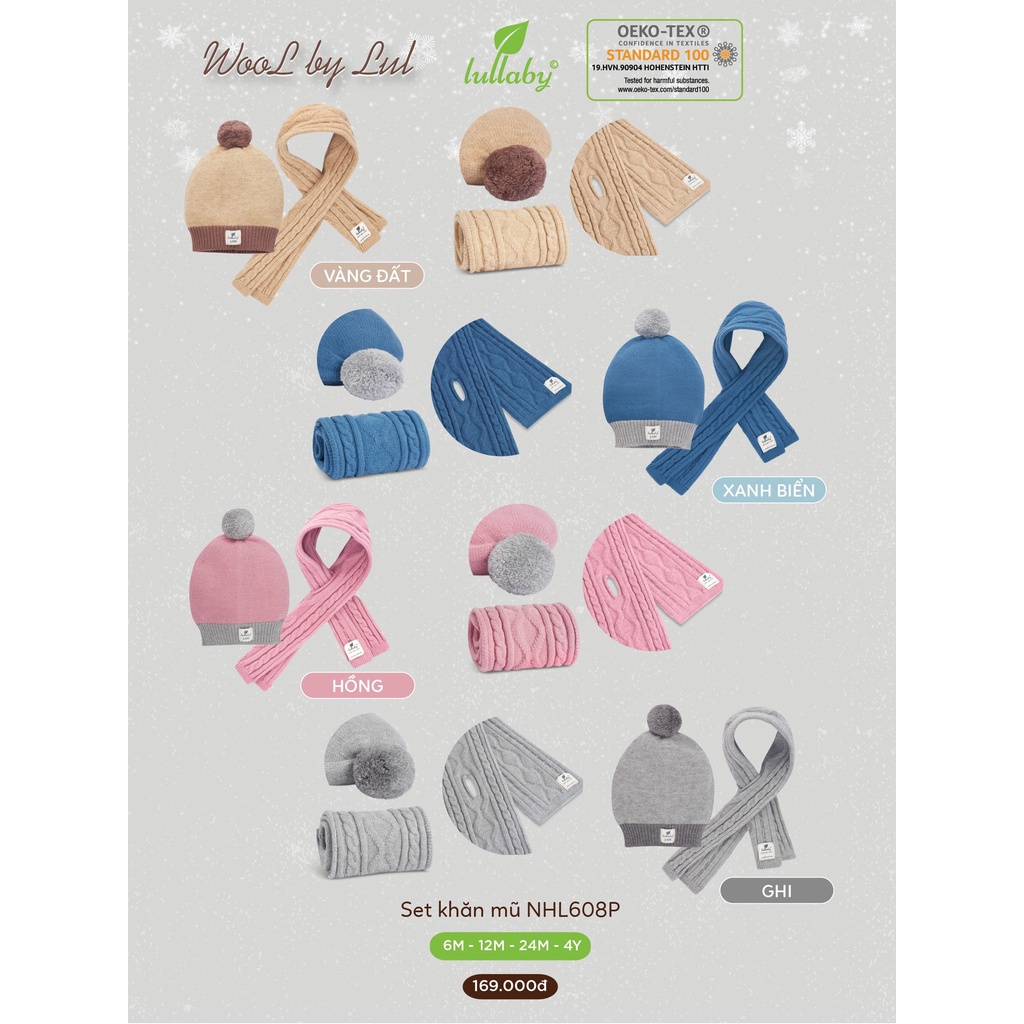 WooL by Lul
lullaby©
OEKO-TEX®
CONFIDENCE IN TEXTILES
STANDARD 100
19.HVN.90904 HOHENSTEIN HTTI
Tested for harmful substances.
www.oeko-tex.com/standard100
VÀNG ĐẤT
XANH BIỂN
HỒNG
GHI
Set khăn mũ NHL608P
6M - 12M - 24M - 4Y
169.000đ